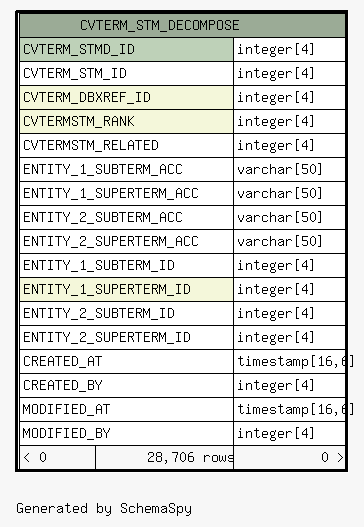 CVTERM_STM_DECOMPOSE
CVTERM_STMD_ID integer[4]
CVTERM_STM_ID integer[4]
CVTERM_DBXREF_ID integer[4]
CVTERMSTM_RANK integer[4]
CVTERMSTM_RELATED integer[4]
ENTITY_1_SUBTERM_ACC varchar[50]
ENTITY_1_SUPERTERM_ACC varchar[50]
ENTITY_2_SUBTERM_ACC varchar[50]
ENTITY_2_SUPERTERM_ACC varchar[50]
ENTITY_1_SUBTERM_ID integer[4]
ENTITY_1_SUPERTERM_ID integer[4]
ENTITY_2_SUBTERM_ID integer[4]
ENTITY_2_SUPERTERM_ID integer[4]
CREATED_AT timestamp[16,6]
CREATED_BY integer[4]
MODIFIED_AT timestamp[16,6]
MODIFIED_BY integer[4]
< 0 28,706 rows 0 >
Generated by SchemaSpy